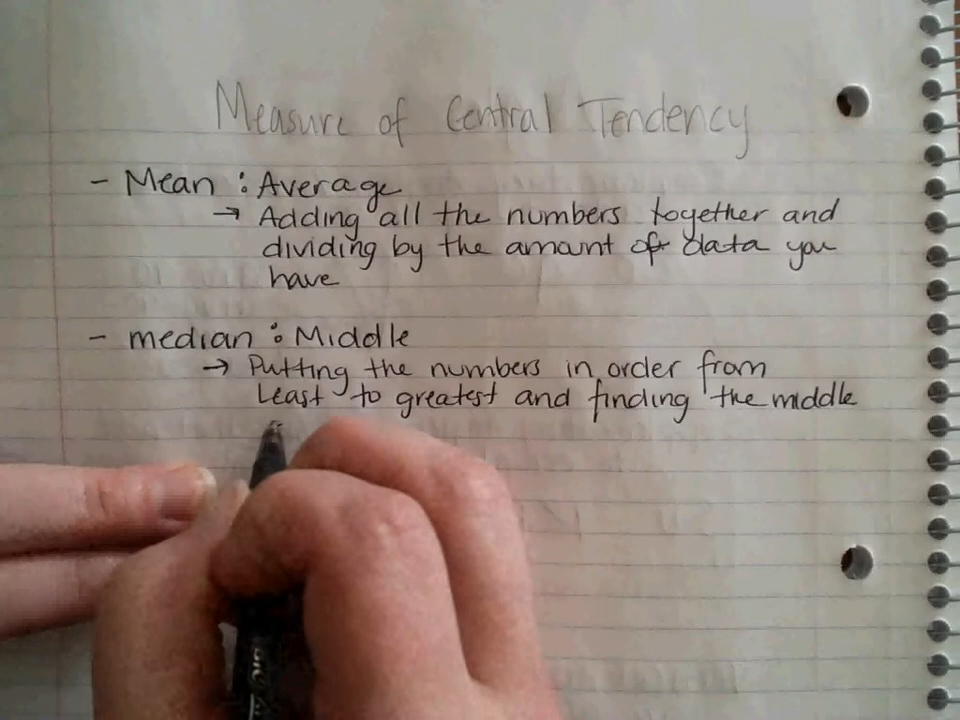 Measure of Central Tendency
- Mean : Average
→ Adding all the numbers together and
dividing by the amount of data you
have
- median : Middle
→ Putting the numbers in order from
Least to greatest and finding the middle